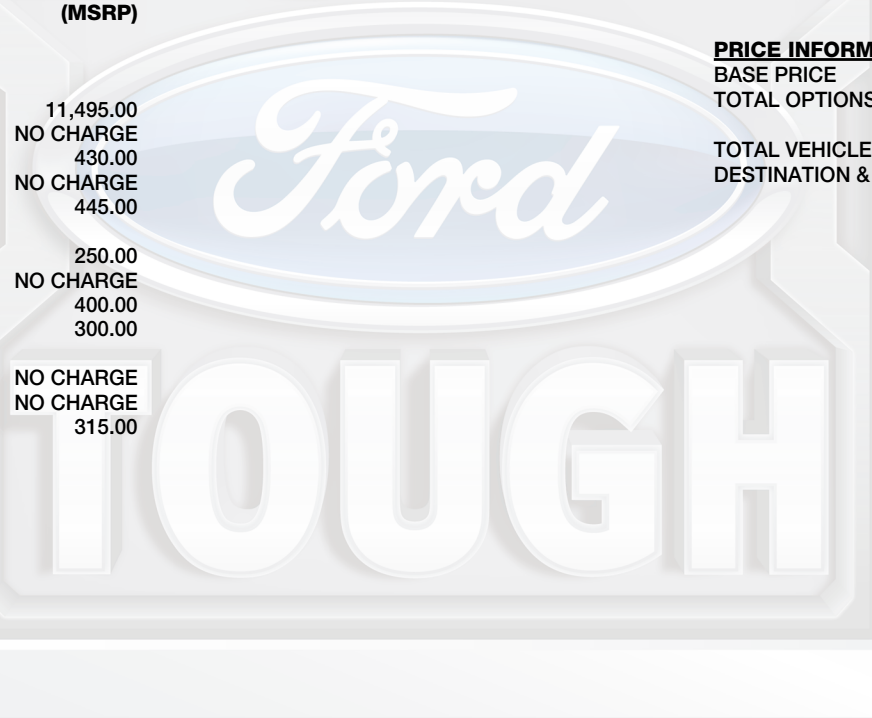 (MSRP)
11,495.00
NO CHARGE
430.00
NO CHARGE
445.00
250.00
NO CHARGE
400.00
300.00
NO CHARGE
NO CHARGE
315.00
PRICE INFORM
BASE PRICE
TOTAL OPTIONS
TOTAL VEHICLE
DESTINATION &
Ford
TOUGH